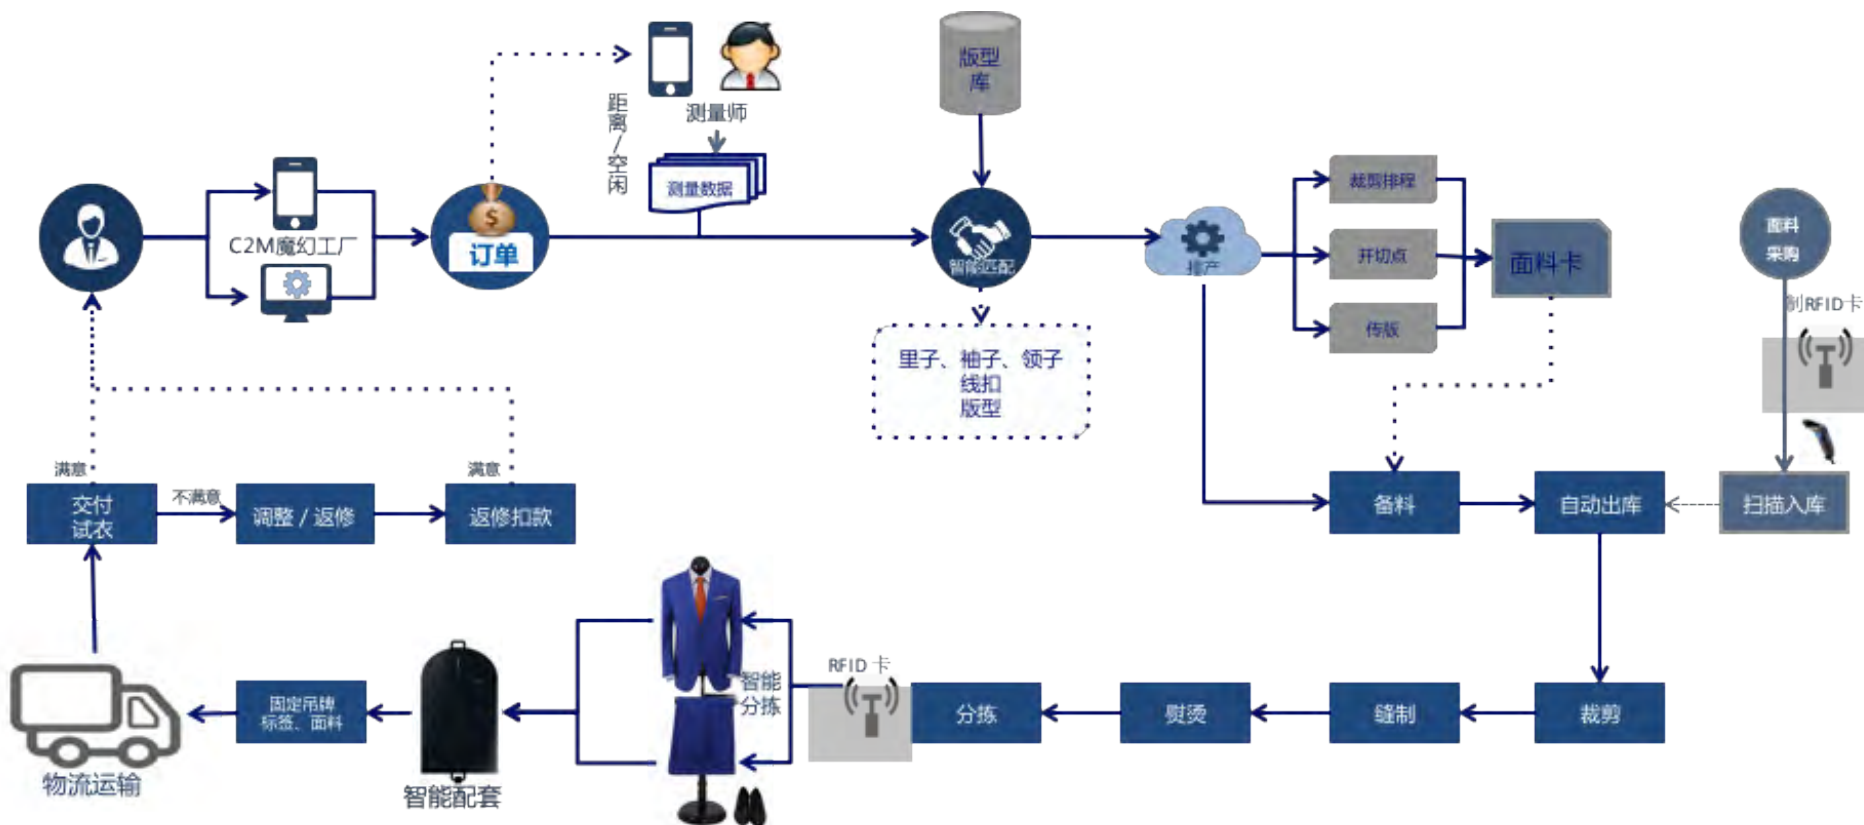 距离/空闲
测量师
测量数据
版型
库
C2M魔幻工厂
$
订单
智能匹配
里子、袖子、领子
线扣
版型
排产
裁剪排程
开切点
传版
面料卡
面料
采购
制RFID卡
满意
交付
试衣
不满意
调整/返修
满意
返修扣款
备料
自动出库
扫描入库
物流运输
固定吊牌
标签、面料
智能配套
智能
分拣
RFID 卡
分拣
熨烫
缝制
裁剪